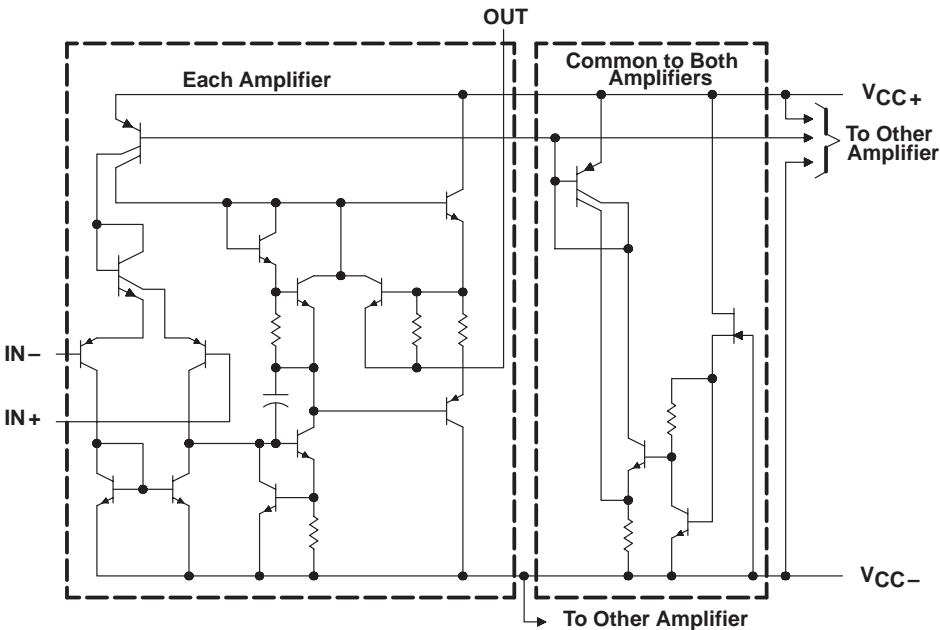 OUT
Each Amplifier
Common to Both
Amplifiers
VCC+
To Other
Amplifier
IN−
IN+
VCC−
To Other Amplifier